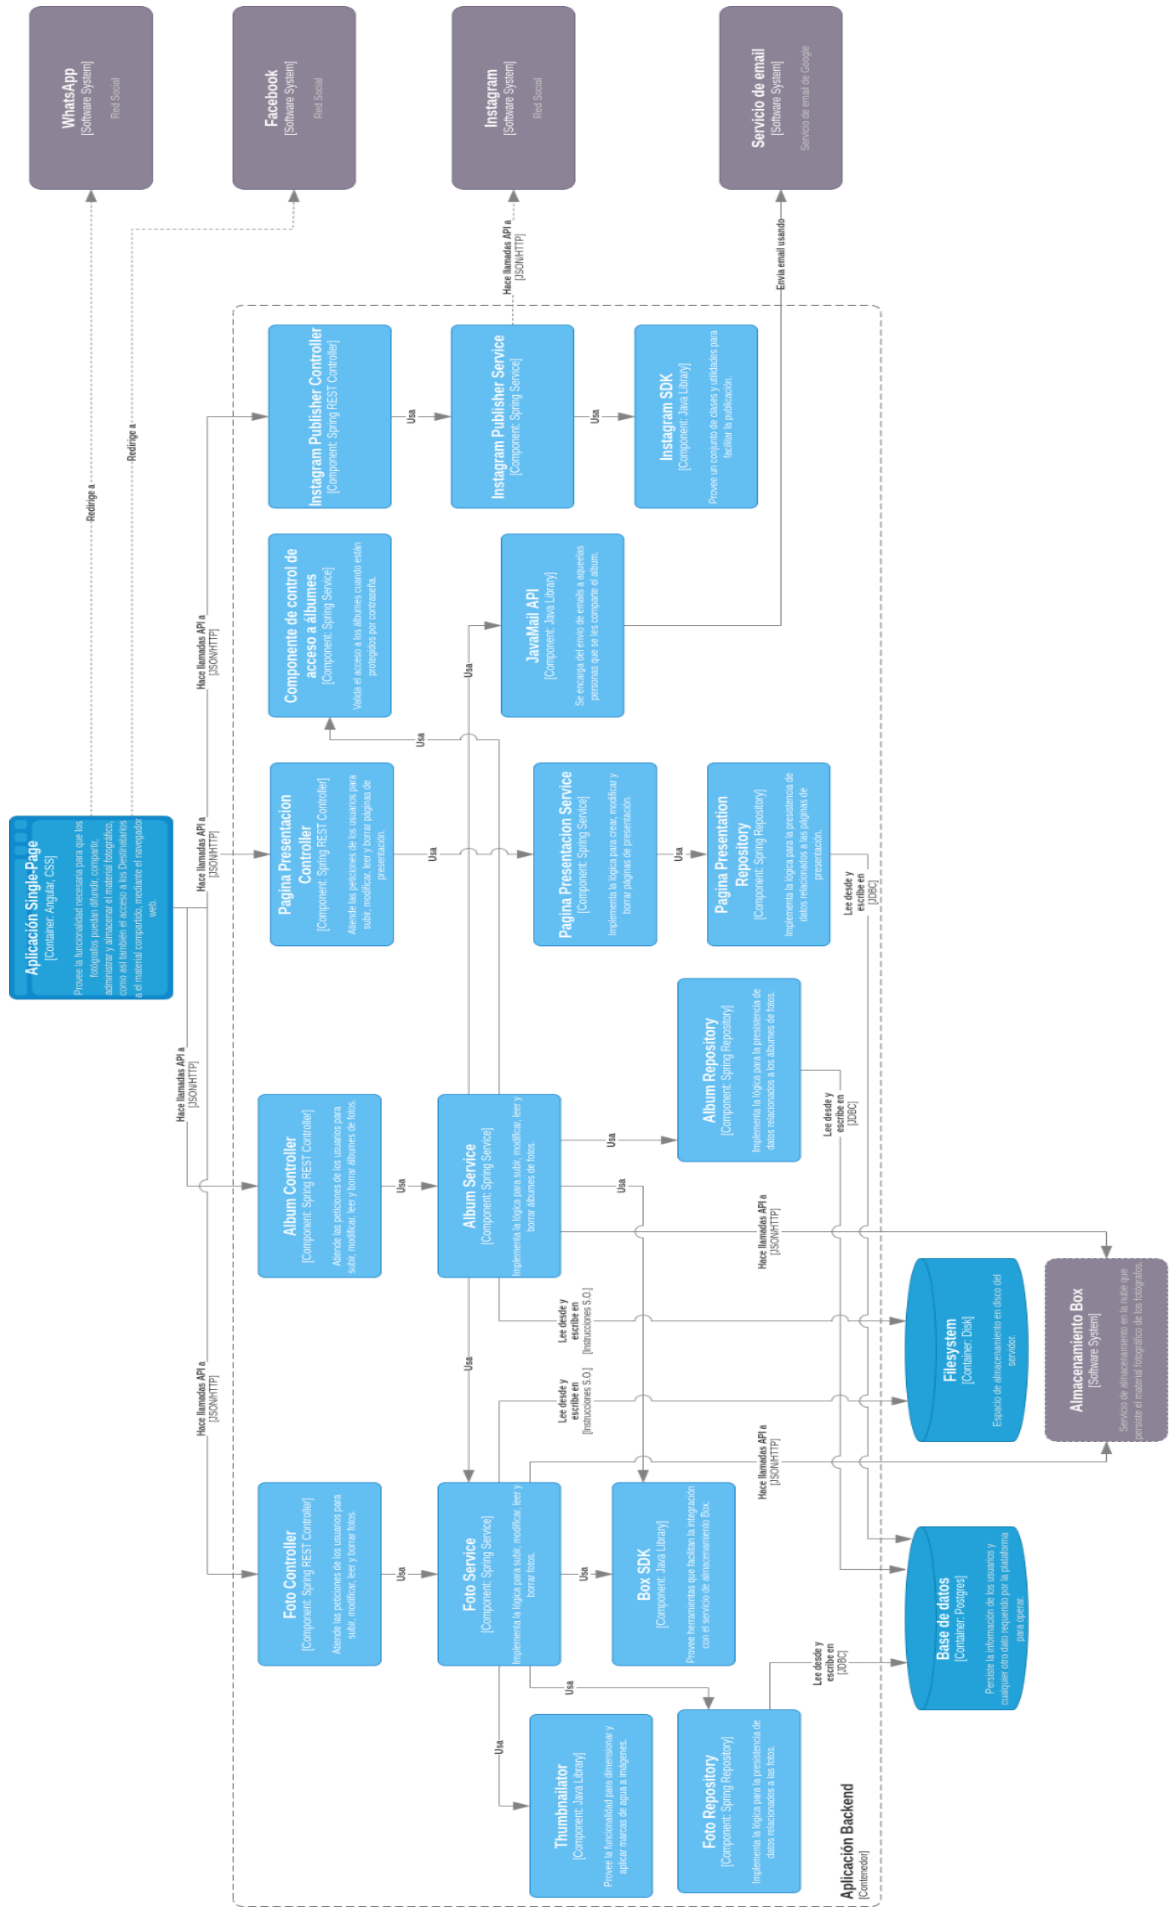 WhatsApp
[Software System]
Red Social
Facebook
[Software System]
Red Social
Instagram
[Software System]
Red Social
Servicio de email
[Software System]
Servicio de email de Google
Redirige a
Redirige a
Hace llamadas API a
[JSON/HTTP]
Envia email usando
Instagram Publisher Controller
[Component: Spring REST Controller]
Usa
Instagram Publisher Service
[Component: Spring Service]
Usa
Instagram SDK
[Component: Java Library]
Provee un conjunto de clases y utilidades para
facilitar la publicación.
Hace llamadas API a
[JSON/HTTP]
Componente de control de
acceso a álbumes
[Component: Spring Service]
Valida el acceso a los álbumes cuando están
protegidos por contraseña.
Usa
Usa
JavaMail API
[Component: Java Library]
Se encarga del envio de emails a aqueelas
personas que se les comparte el album.
Aplicación Single-Page
[Container: Angular, CSS]
Provee la funcionalidad necesaria para que los
fotógrafos puedan difundir, compartir,
administrar y almacenar el material fotográfico,
como así también el acceso a los Destinatarios
a el material compartido, mediante el navegador
web.
Hace llamadas API a
[JSON/HTTP]
Pagina Presentacion
Controller
[Component: Spring REST Controller]
Atiende las peticiones de los usuarios para
subir, modificar, leer y borrar páginas de
presentación.
Usa
Pagina Presentacion Service
[Component: Spring Service]
Implementa la lógica para crear, modificar y
borrar páginas de presentación.
Usa
Pagina Presentation
Repository
[Component: Spring Repository]
Implementa la lógica para la presistencia de
datos relacionados a las páginas de
presentación.
Lee desde y
escribe en
[JDBC]
Hace llamadas API a
[JSON/HTTP]
Album Controller
[Component: Spring REST Controller]
Atiende las peticiones de los usuarios para
subir, modificar, leer y borrar álbumes de fotos.
Usa
Album Service
[Component: Spring Service]
Implementa la lógica para subir, modificar, leer y
borrar álbumes de fotos.
Usa
Album Repository
[Component: Spring Repository]
Implementa la lógica para la presistencia de
datos relacionados a los álbumes de fotos.
Lee desde y
escribe en
[JDBC]
Usa
Hace llamadas API a
[JSON/HTTP]
Lee desde y
escribe en
[Instrucciones S.O.]
Usa
Lee desde y
escribe en
[Instrucciones S.O.]
Hace llamadas API a
[JSON/HTTP]
Filesystem
[Container: Disk]
Espacio de almacenamiento en disco del
servidor.
Almacenamiento Box
[Software System]
Servicio de almacenamiento en la nube que
persiste el material fotográfico de los fotógrafos.
Hace llamadas API a
[JSON/HTTP]
Foto Controller
[Component: Spring REST Controller]
Atiende las peticiones de los usuarios para
subir, modificar, leer y borrar fotos.
Usa
Foto Service
[Component: Spring Service]
Implementa la lógica para subir, modificar, leer y
borrar fotos.
Usa
Box SDK
[Component: Java Library]
Provee herramientas que facilitan la integración
con el servicio de almacenamiento Box.
Base de datos
[Container: Postgres]
Persiste la información de los usuarios y
cualquier otro dato requerido por la plataforma
para operar.
Usa
Usa
Lee desde y
escribe en
[JDBC]
Thumbnailator
[Component: Java Library]
Provee la funcionalidad para dimensionar y
aplicar marcas de agua a imágenes.
Foto Repository
[Component: Spring Repository]
Implementa la lógica para la presistencia de
datos relacionados a las fotos.
Aplicación Backend
[Contenedor]